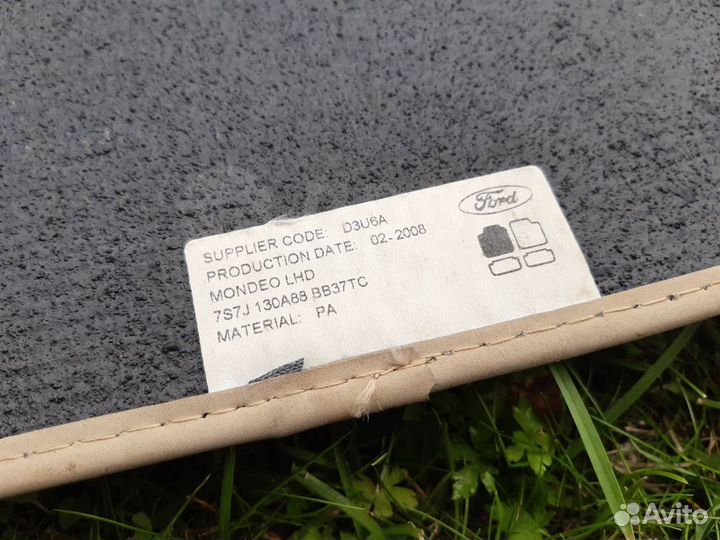 Ford
SUPPLIER CODE: D3U6A
PRODUCTION DATE: 02-2008
MONDEO LHD
7S7J 130A88 BB37TC
MATERIAL: PA
Avito